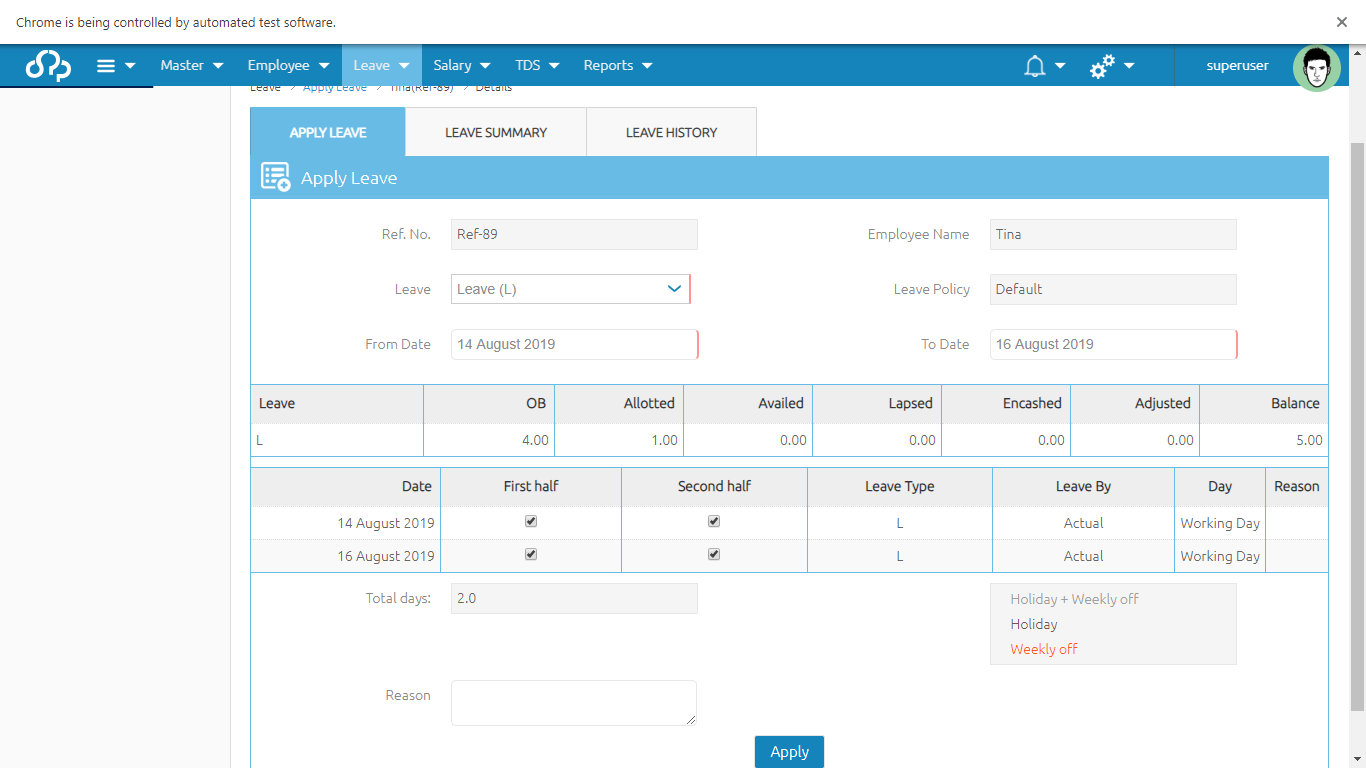 Chrome is being controlled by automated test software.
Master Employee Leave Salary TDS Reports superuser
Leave > Apply Leave > Tina(Ref-89) > Details
APPLY LEAVE LEAVE SUMMARY LEAVE HISTORY
Apply Leave
Ref. No. Ref-89 Employee Name Tina
Leave Leave (L) Leave Policy Default
From Date 14 August 2019 To Date 16 August 2019
Leave OB Allotted Availed Lapsed Encashed Adjusted Balance
L 4.00 1.00 0.00 0.00 0.00 0.00 5.00
Date First half Second half Leave Type Leave By Day Reason
14 August 2019 L Actual Working Day
16 August 2019 L Actual Working Day
Total days: 2.0 Holiday + Weekly off
Holiday
Weekly off
Reason
Apply